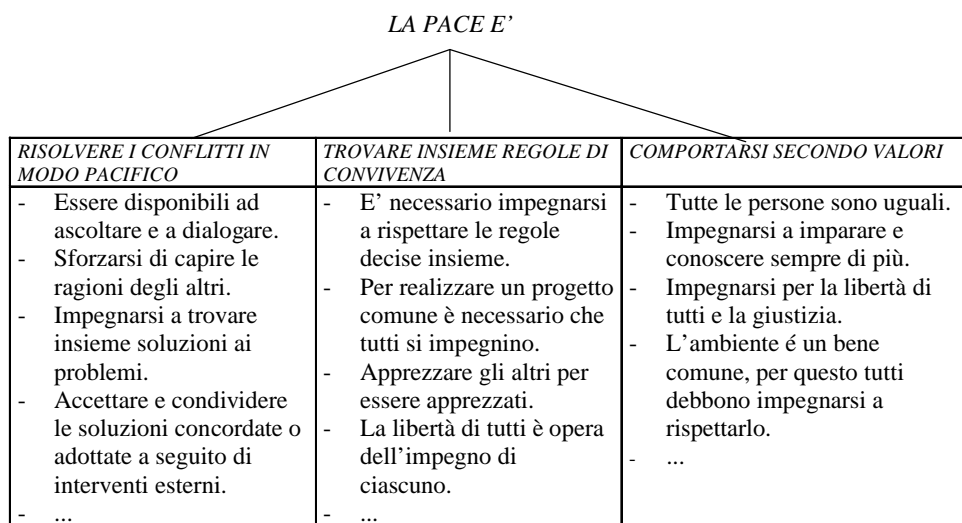 LA PACE E’
RISOLVERE I CONFLITTI IN
MODO PACIFICO
- Essere disponibili ad
ascoltare e a dialogare.
- Sforzarsi di capire le
ragioni degli altri.
- Impegnarsi a trovare
insieme soluzioni ai
problemi.
- Accettare e condividere
le soluzioni concordate o
adottate a seguito di
interventi esterni.
- ...
TROVARE INSIEME REGOLE DI
CONVIVENZA
- E’ necessario impegnarsi
a rispettare le regole
decise insieme.
- Per realizzare un progetto
comune è necessario che
tutti si impegnino.
- Apprezzare gli altri per
essere apprezzati.
- La libertà di tutti è opera
dell’impegno di
ciascuno.
- ...
COMPORTARSI SECONDO VALORI
- Tutte le persone sono uguali.
- Impegnarsi a imparare e
conoscere sempre di più.
- Impegnarsi per la libertà di
tutti e la giustizia.
- L’ambiente é un bene
comune, per questo tutti
debbono impegnarsi a
rispettarlo.
- ...